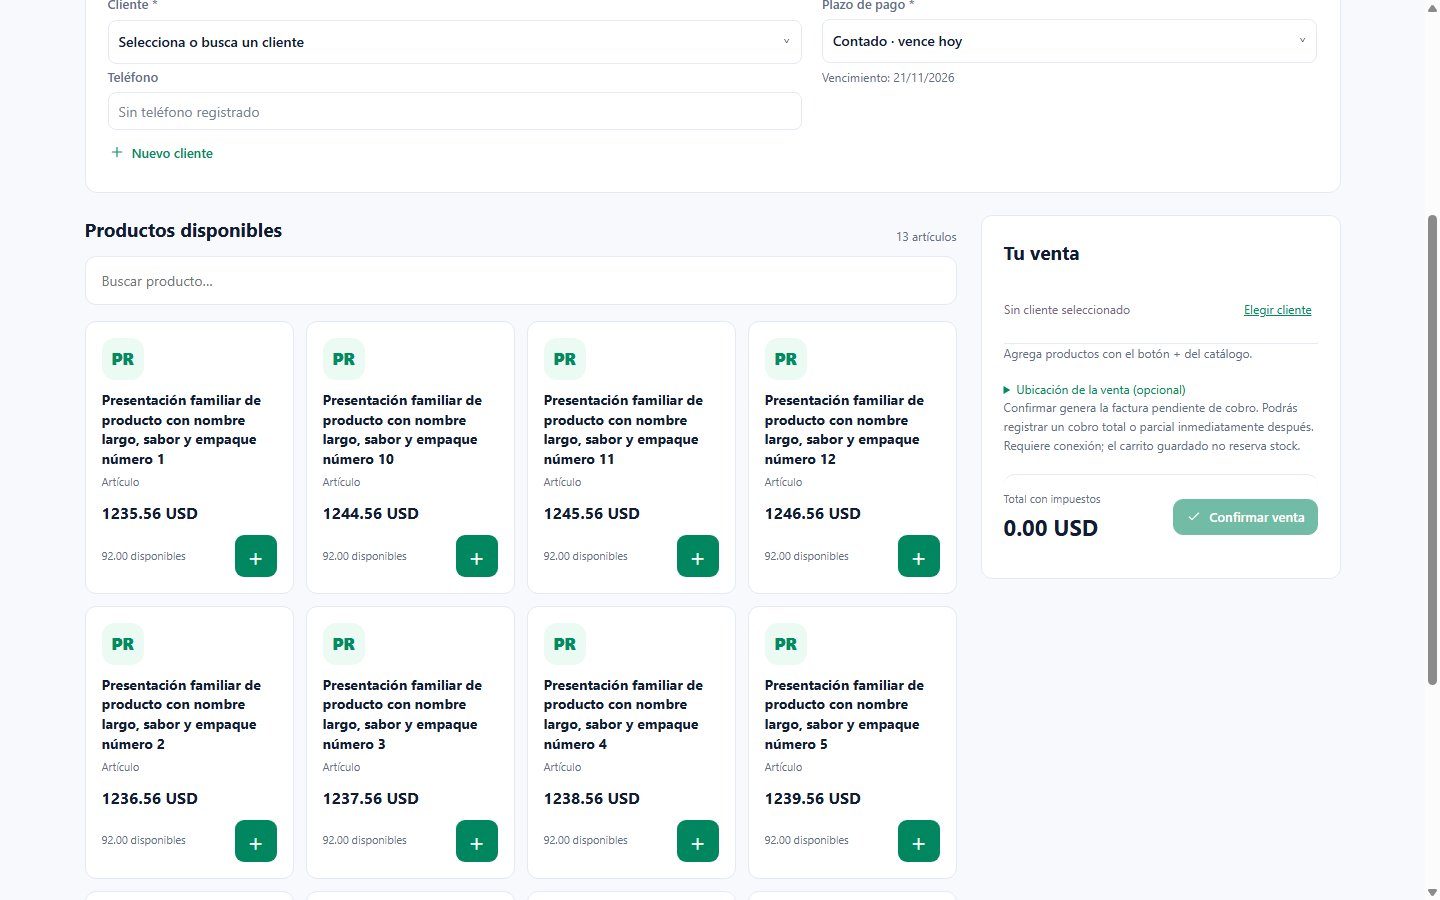 Cliente *
Selecciona o busca un cliente
Teléfono
Sin teléfono registrado
+ Nuevo cliente
Plazo de pago *
Contado · vence hoy
Vencimiento: 21/11/2026
Productos disponibles
13 artículos
Buscar producto...
PR
Presentación familiar de
producto con nombre
largo, sabor y empaque
número 1
Artículo
1235.56 USD
92.00 disponibles
+
PR
Presentación familiar de
producto con nombre
largo, sabor y empaque
número 10
Artículo
1244.56 USD
92.00 disponibles
+
PR
Presentación familiar de
producto con nombre
largo, sabor y empaque
número 11
Artículo
1245.56 USD
92.00 disponibles
+
PR
Presentación familiar de
producto con nombre
largo, sabor y empaque
número 12
Artículo
1246.56 USD
92.00 disponibles
+
PR
Presentación familiar de
producto con nombre
largo, sabor y empaque
número 2
Artículo
1236.56 USD
92.00 disponibles
+
PR
Presentación familiar de
producto con nombre
largo, sabor y empaque
número 3
Artículo
1237.56 USD
92.00 disponibles
+
PR
Presentación familiar de
producto con nombre
largo, sabor y empaque
número 4
Artículo
1238.56 USD
92.00 disponibles
+
PR
Presentación familiar de
producto con nombre
largo, sabor y empaque
número 5
Artículo
1239.56 USD
92.00 disponibles
+
Tu venta
Sin cliente seleccionado
Elegir cliente
Agrega productos con el botón + del catálogo.
Ubicación de la venta (opcional)
Confirmar genera la factura pendiente de cobro. Podrás
registrar un cobro total o parcial inmediatamente después.
Requiere conexión; el carrito guardado no reserva stock.
Total con impuestos
0.00 USD
Confirmar venta